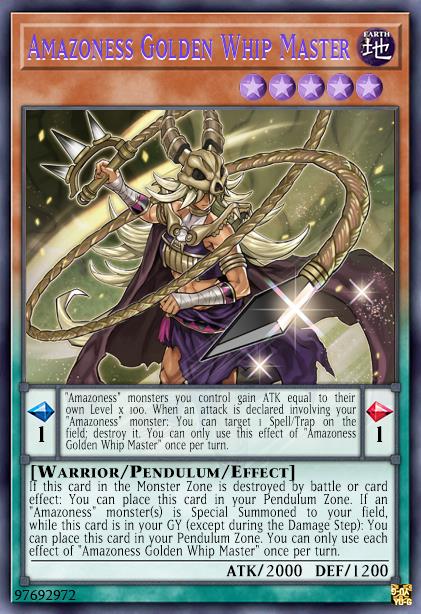 Amazoness Golden Whip Master
EARTH
地
"Amazoness" monsters you control gain ATK equal to their
own Level x 100. When an attack is declared involving your
"Amazoness" monster: You can target 1 Spell/Trap on the
field; destroy it. You can only use this effect of "Amazoness
Golden Whip Master" once per turn.
1
1
[Warrior/Pendulum/Effect]
If this card in the Monster Zone is destroyed by battle or card
effect: You can place this card in your Pendulum Zone. If an
"Amazoness" monster(s) is Special Summoned to your field,
while this card is in your GY (except during the Damage Step): You
can place this card in your Pendulum Zone. You can only use each
effect of "Amazoness Golden Whip Master" once per turn.
ATK/2000 DEF/1200
97692972